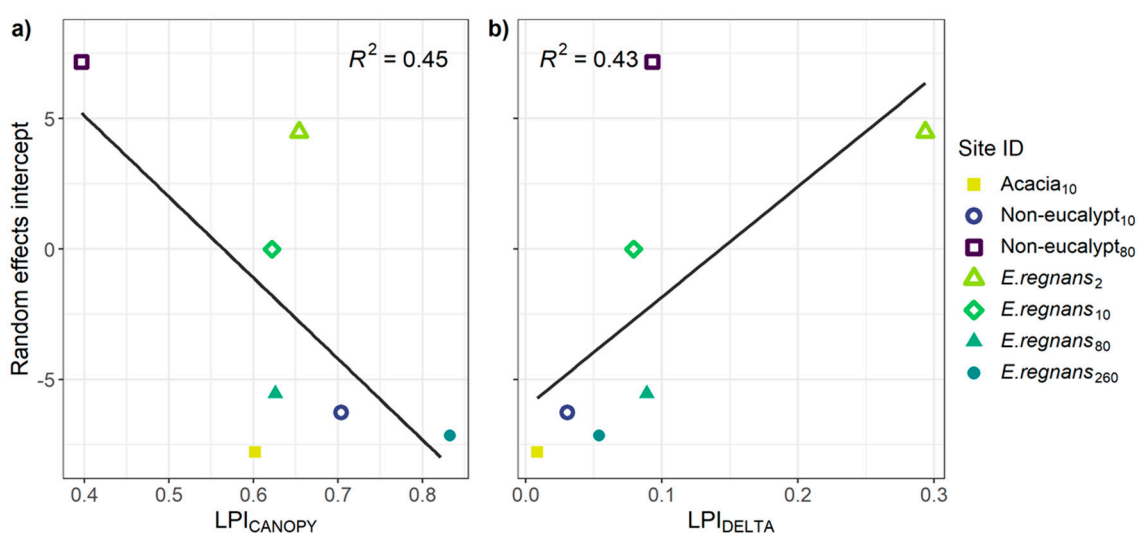 a)
R² = 0.45
b)
R² = 0.43
Random effects intercept
5
0
-5
0.4 0.5 0.6 0.7 0.8
LPI_CANOPY
0.0 0.1 0.2 0.3
LPI_DELTA
Site ID
Acacia₁₀
Non-eucalypt₁₀
Non-eucalypt₈₀
E.regnans₂
E.regnans₁₀
E.regnans₈₀
E.regnans₂₆₀